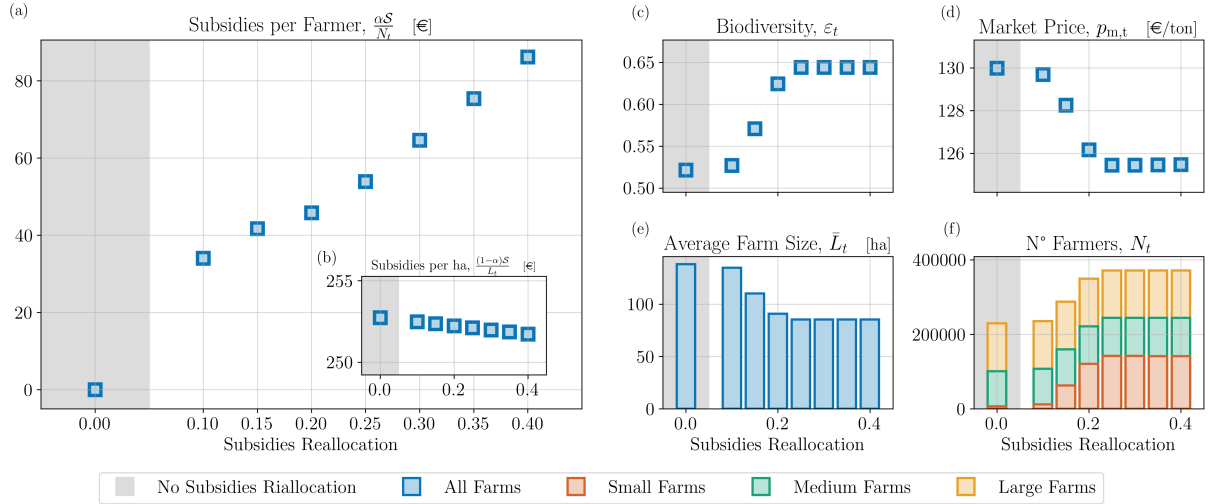 (a)
Subsidies per Farmer, αS/N_t [€]
80
60
40
20
0
0.00 0.10 0.15 0.20 0.25 0.30 0.35 0.40
Subsidies Reallocation
(b)
Subsidies per ha, (1−α)S/L_t [€]
255
250
0.0 0.2 0.4
(c)
Biodiversity, ε_t
0.65
0.60
0.55
0.50
(d)
Market Price, p_m,t [€/ton]
130
128
126
(e)
Average Farm Size, L̄_t [ha]
100
50
0
0.0 0.2 0.4
Subsidies Reallocation
(f)
N° Farmers, N_t
400000
200000
0
0.0 0.2 0.4
Subsidies Reallocation
No Subsidies Riallocation All Farms Small Farms Medium Farms Large Farms